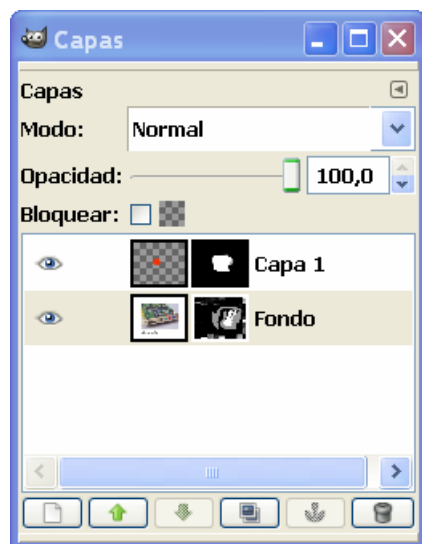 Capas
Capas
Modo: Normal
Opacidad: 100,0
Bloquear:
Capa 1
Fondo